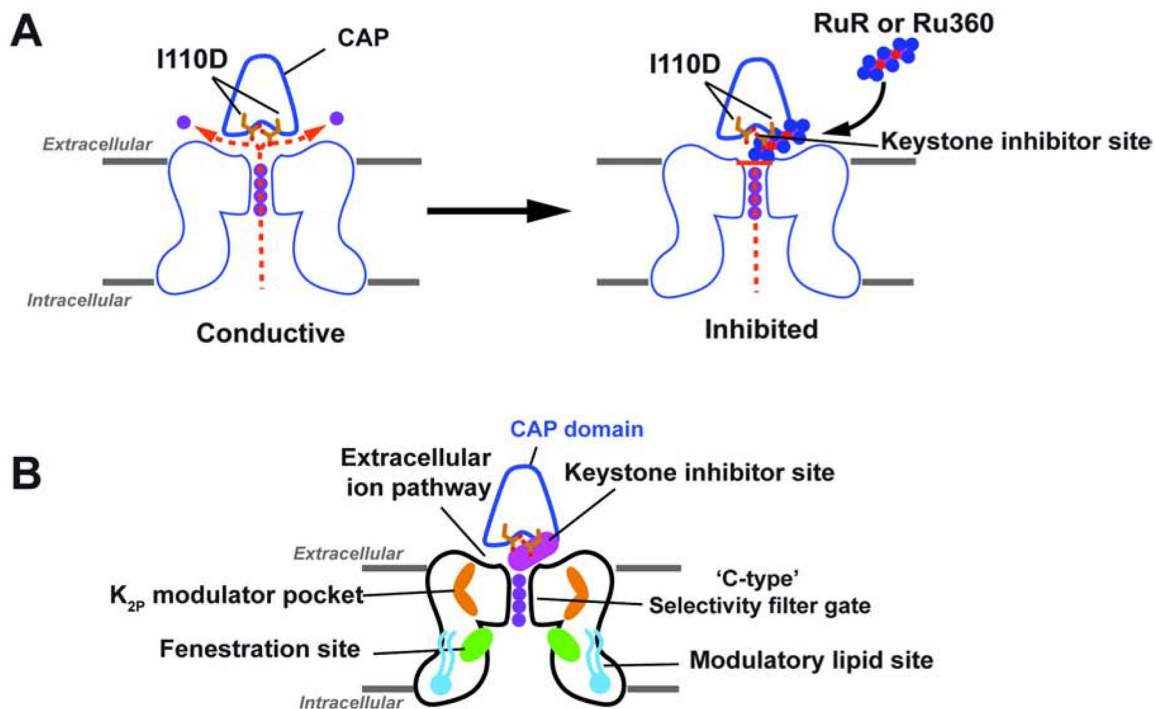 A
I110D
CAP
Extracellular
Intracellular
Conductive
RuR or Ru360
I110D
Keystone inhibitor site
Inhibited
B
CAP domain
Extracellular
ion pathway
Keystone inhibitor site
Extracellular
K2P modulator pocket
'C-type'
Selectivity filter gate
Fenestration site
Modulatory lipid site
Intracellular